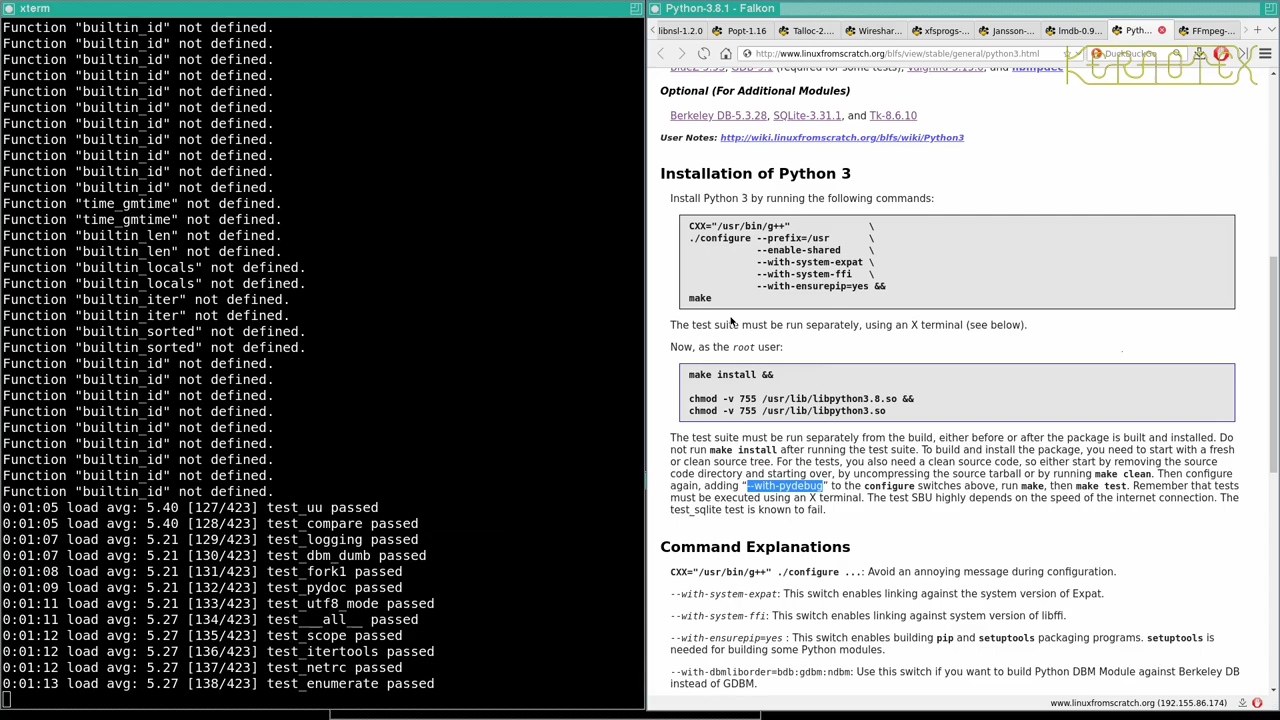 xterm
Function "builtin_id" not defined.
Function "builtin_id" not defined.
Function "builtin_id" not defined.
Function "builtin_id" not defined.
Function "builtin_id" not defined.
Function "builtin_id" not defined.
Function "builtin_id" not defined.
Function "builtin_id" not defined.
Function "builtin_id" not defined.
Function "builtin_id" not defined.
Function "builtin_id" not defined.
Function "time_gmtime" not defined.
Function "time_gmtime" not defined.
Function "builtin_len" not defined.
Function "builtin_len" not defined.
Function "builtin_locals" not defined.
Function "builtin_locals" not defined.
Function "builtin_iter" not defined.
Function "builtin_iter" not defined.
Function "builtin_sorted" not defined.
Function "builtin_sorted" not defined.
Function "builtin_id" not defined.
Function "builtin_id" not defined.
Function "builtin_id" not defined.
Function "builtin_id" not defined.
Function "builtin_id" not defined.
Function "builtin_id" not defined.
Function "builtin_id" not defined.
Function "builtin_id" not defined.
Function "builtin_id" not defined.
0:01:05 load avg: 5.40 [127/423] test_uu passed
0:01:05 load avg: 5.40 [128/423] test_compare passed
0:01:07 load avg: 5.21 [129/423] test_logging passed
0:01:07 load avg: 5.21 [130/423] test_dbm_dumb passed
0:01:08 load avg: 5.21 [131/423] test_fork1 passed
0:01:09 load avg: 5.21 [132/423] test_pydoc passed
0:01:11 load avg: 5.21 [133/423] test_utf8_mode passed
0:01:11 load avg: 5.27 [134/423] test___all__ passed
0:01:12 load avg: 5.27 [135/423] test_scope passed
0:01:12 load avg: 5.27 [136/423] test_itertools passed
0:01:12 load avg: 5.27 [137/423] test_netrc passed
0:01:13 load avg: 5.27 [138/423] test_enumerate passed
Python-3.8.1 - Falkon
libnsl-1.2.0 Popt-1.16 Talloc-2.... Wireshar... xfsprogs-... Jansson-... lmdb-0.9... Pyth... FFmpeg-...
http://www.linuxfromscratch.org/blfs/view/stable/general/python3.html DuckDuckGo
(required for some tests), and
Optional (For Additional Modules)
Berkeley DB-5.3.28, SQLite-3.31.1, and Tk-8.6.10
User Notes: http://wiki.linuxfromscratch.org/blfs/wiki/Python3
Installation of Python 3
Install Python 3 by running the following commands:
CXX="/usr/bin/g++" \
./configure --prefix=/usr \
--enable-shared \
--with-system-expat \
--with-system-ffi \
--with-ensurepip=yes &&
make
The test suite must be run separately, using an X terminal (see below).
Now, as the root user:
make install &&
chmod -v 755 /usr/lib/libpython3.8.so &&
chmod -v 755 /usr/lib/libpython3.so
The test suite must be run separately from the build, either before or after the package is built and installed. Do
not run make install after running the test suite. To build and install the package, you need to start with a fresh
or clean source tree. For the tests, you also need a clean source code, so either start by removing the source
code directory and starting over, by uncompressing the source tarball or by running make clean. Then configure
again, adding “--with-pydebug” to the configure switches above, run make, then make test. Remember that tests
must be executed using an X terminal. The test SBU highly depends on the speed of the internet connection. The
test_sqlite test is known to fail.
Command Explanations
CXX="/usr/bin/g++" ./configure ...: Avoid an annoying message during configuration.
--with-system-expat: This switch enables linking against the system version of Expat.
--with-system-ffi: This switch enables linking against system version of libffi.
--with-ensurepip=yes : This switch enables building pip and setuptools packaging programs. setuptools is
needed for building some Python modules.
--with-dbmliborder=bdb:gdbm:ndbm: Use this switch if you want to build Python DBM Module against Berkeley DB
instead of GDBM.
www.linuxfromscratch.org (192.155.86.174)